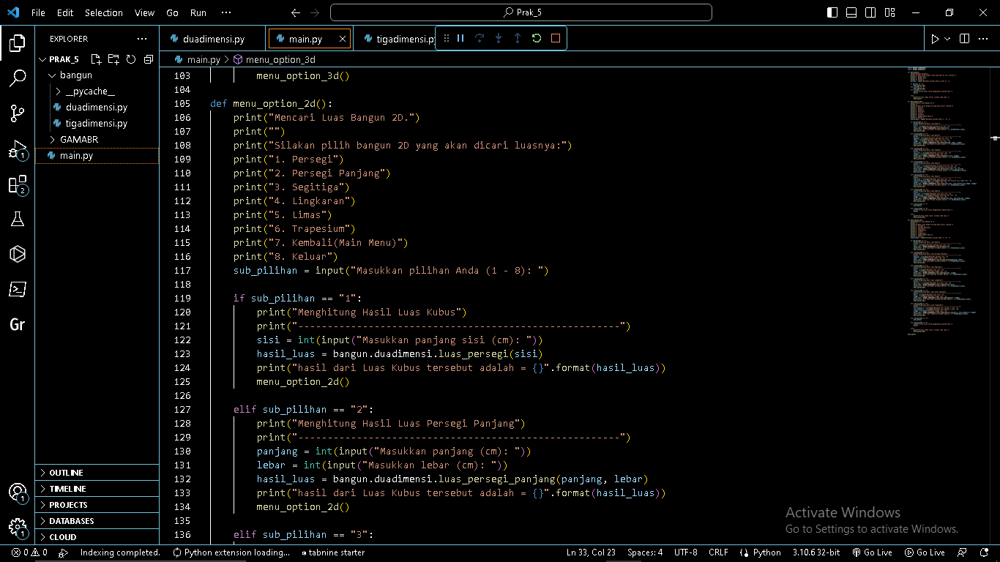 File Edit Selection View Go Run ··· Prak_5
EXPLORER ···
PRAK_5
bangun
__pycache__
duadimensi.py
tigadimensi.py
GAMABR
main.py
OUTLINE
TIMELINE
PROJECTS
DATABASES
CLOUD
1
2
Gr
1
1
duadimensi.py main.py tigadimensi.py
main.py > menu_option_3d
103 menu_option_3d()
104
105 def menu_option_2d():
106 print("Mencari Luas Bangun 2D.")
107 print("")
108 print("Silakan pilih bangun 2D yang akan dicari luasnya:")
109 print("1. Persegi")
110 print("2. Persegi Panjang")
111 print("3. Segitiga")
112 print("4. Lingkaran")
113 print("5. Limas")
114 print("6. Trapesium")
115 print("7. Kembali(Main Menu)")
116 print("8. Keluar")
117 sub_pilihan = input("Masukkan pilihan Anda (1 - 8): ")
118
119 if sub_pilihan == "1":
120 print("Menghitung Hasil Luas Kubus")
121 print("-------------------------------------------------------")
122 sisi = int(input("Masukkan panjang sisi (cm): "))
123 hasil_luas = bangun.duadimensi.luas_persegi(sisi)
124 print("hasil dari Luas Kubus tersebut adalah = {}".format(hasil_luas))
125 menu_option_2d()
126
127 elif sub_pilihan == "2":
128 print("Menghitung Hasil Luas Persegi Panjang")
129 print("-------------------------------------------------------")
130 panjang = int(input("Masukkan panjang (cm): "))
131 lebar = int(input("Masukkan lebar (cm): "))
132 hasil_luas = bangun.duadimensi.luas_persegi_panjang(panjang, lebar)
133 print("hasil dari Luas Kubus tersebut adalah = {}".format(hasil_luas))
134 menu_option_2d()
135
136 elif sub_pilihan == "3":
Activate Windows
Go to Settings to activate Windows.
0 0 Indexing completed. Python extension loading... tabnine starter Ln 33, Col 23 Spaces: 4 UTF-8 CRLF Python 3.10.6 32-bit Go Live Go Live